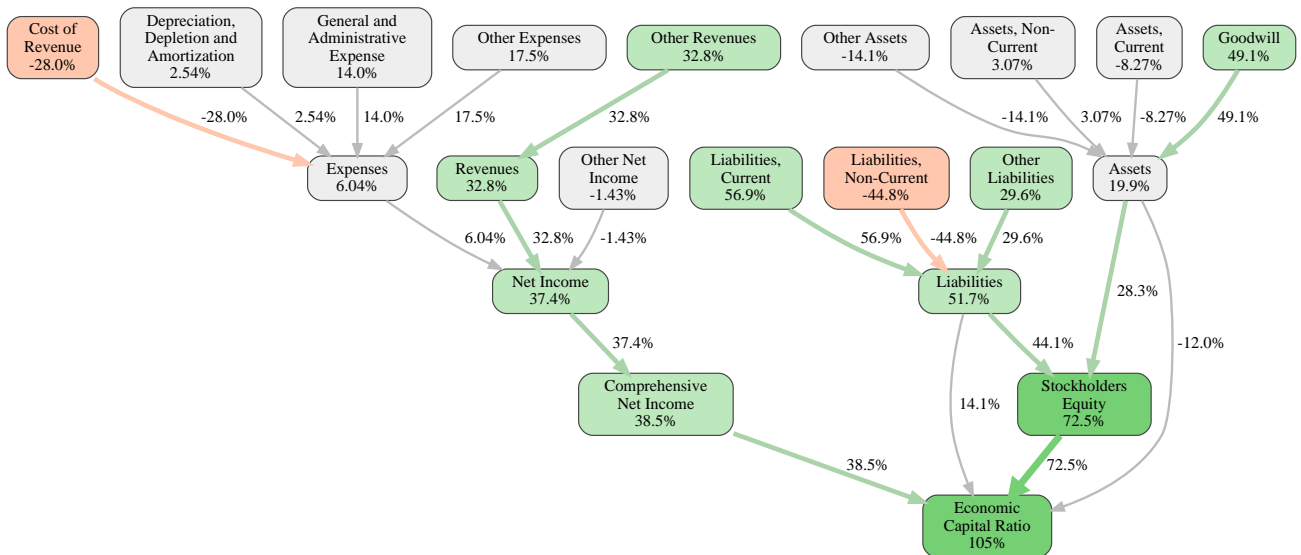 Cost of
Revenue
-28.0%
Depreciation,
Depletion and
Amortization
2.54%
General and
Administrative
Expense
14.0%
Other Expenses
17.5%
Other Revenues
32.8%
Other Assets
-14.1%
Assets, Non-
Current
3.07%
Assets,
Current
-8.27%
Goodwill
49.1%
-28.0%
2.54%
14.0%
17.5%
32.8%
-14.1%
3.07%
-8.27%
49.1%
Expenses
6.04%
Revenues
32.8%
Other Net
Income
-1.43%
Liabilities,
Current
56.9%
Liabilities,
Non-Current
-44.8%
Other
Liabilities
29.6%
Assets
19.9%
6.04%
32.8%
-1.43%
56.9%
-44.8%
29.6%
Net Income
37.4%
Liabilities
51.7%
28.3%
37.4%
44.1%
-12.0%
Comprehensive
Net Income
38.5%
14.1%
Stockholders
Equity
72.5%
38.5%
72.5%
Economic
Capital Ratio
105%